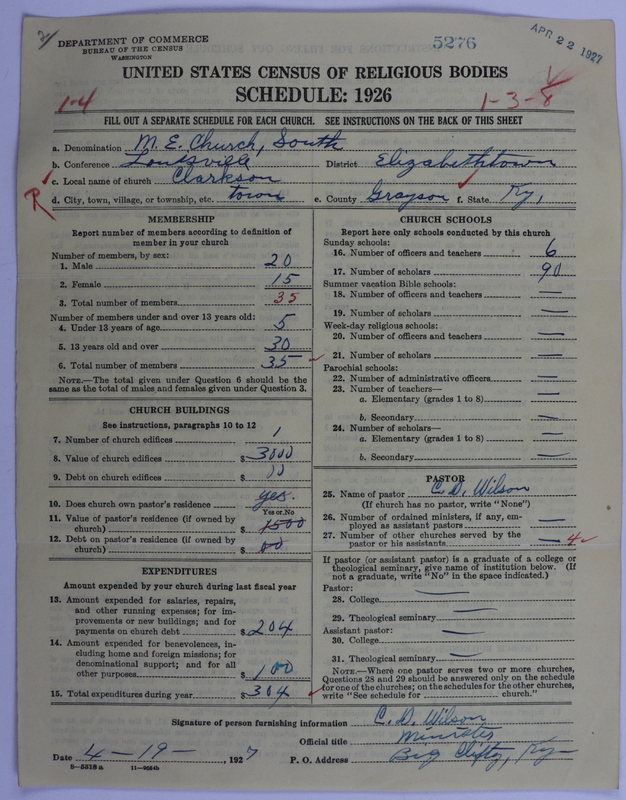 2
DEPARTMENT OF COMMERCE
BUREAU OF THE CENSUS
WASHINGTON
5276
APR 22 1927
UNITED STATES CENSUS OF RELIGIOUS BODIES
SCHEDULE: 1926
1-4
1-3-8
FILL OUT A SEPARATE SCHEDULE FOR EACH CHURCH. SEE INSTRUCTIONS ON THE BACK OF THIS SHEET
a. Denomination M. E. Church, South
b. Conference Louisville District Elizabethtown
c. Local name of church Clarkson
R
d. City, town, village, or township, etc. town e. County Grayson f. State Ky,
MEMBERSHIP
Report number of members according to definition of
member in your church
Number of members, by sex:
1. Male 20
2. Female 15
3. Total number of members 35
Number of members under and over 13 years old:
4. Under 13 years of age 5
5. 13 years old and over 30
6. Total number of members 35
NOTE.—The total given under Question 6 should be the
same as the total of males and females given under Question 3.
CHURCH BUILDINGS
See instructions, paragraphs 10 to 12
7. Number of church edifices 1
8. Value of church edifices $3000
9. Debt on church edifices $
10. Does church own pastor's residence yes.
Yes or No
11. Value of pastor's residence (if owned by
church) $1500
12. Debt on pastor's residence (if owned by
church) $00
EXPENDITURES
Amount expended by your church during last fiscal year
13. Amount expended for salaries, repairs,
and other running expenses; for im-
provements or new buildings; and for
payments on church debt $204
14. Amount expended for benevolences, in-
cluding home and foreign missions; for
denominational support; and for all
other purposes $100
15. Total expenditures during year $304
CHURCH SCHOOLS
Report here only schools conducted by this church
Sunday schools:
16. Number of officers and teachers 6
17. Number of scholars 90
Summer vacation Bible schools:
18. Number of officers and teachers —
19. Number of scholars —
Week-day religious schools:
20. Number of officers and teachers —
21. Number of scholars —
Parochial schools:
22. Number of administrative officers —
23. Number of teachers—
a. Elementary (grades 1 to 8) —
b. Secondary —
24. Number of scholars—
a. Elementary (grades 1 to 8) —
b. Secondary —
PASTOR
25. Name of pastor C. D. Wilson
(If church has no pastor, write "None")
26. Number of ordained ministers, if any, em-
ployed as assistant pastors —
27. Number of other churches served by the
pastor or his assistants — 4
If pastor (or assistant pastor) is a graduate of a college or
theological seminary, give name of institution below. (If
not a graduate, write "No" in the space indicated.)
Pastor:
28. College —
29. Theological seminary —
Assistant pastor:
30. College —
31. Theological seminary —
NOTE.—Where one pastor serves two or more churches,
Questions 28 and 29 should be answered only on the schedule
for one of the churches; on the schedules for the other churches,
write "See schedule for church."
Signature of person furnishing information C. D. Wilson
Official title Minister
Date 4—19—, 1927 P. O. Address Big Clifty, Ky—
8—5518 a 11—9064b